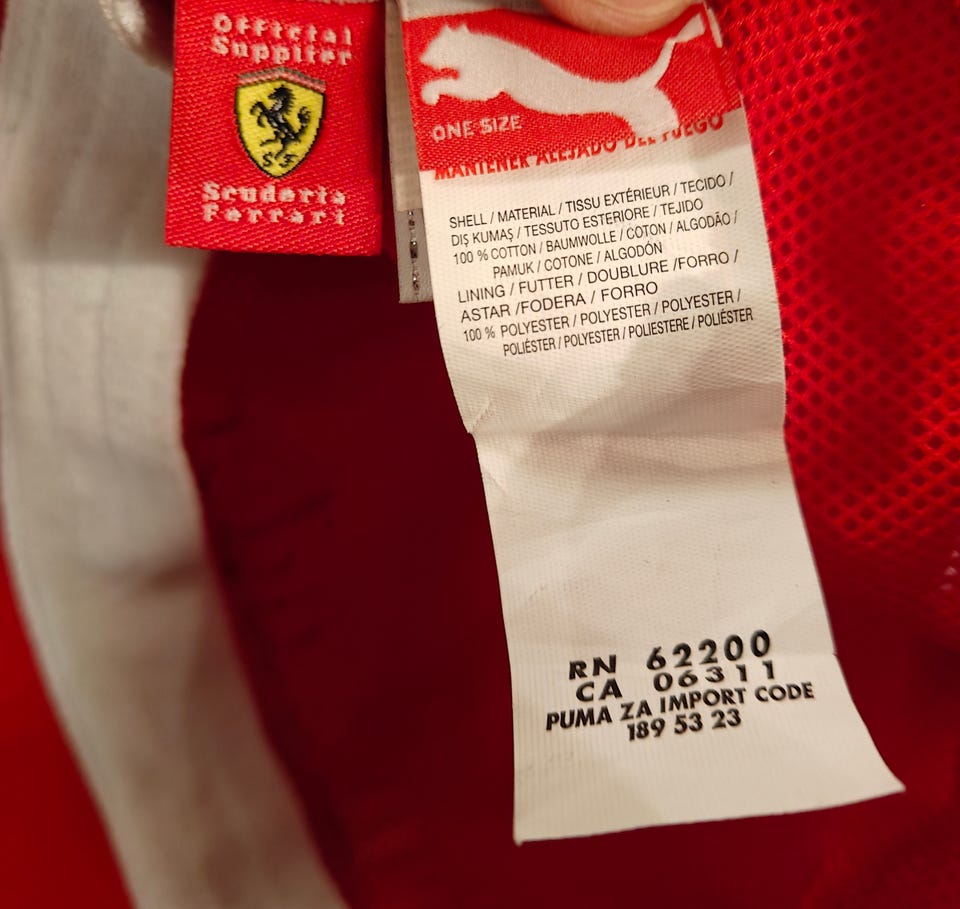 Official
Supplier
SF
Scuderia
Ferrari
ONE SIZE
MANTENER ALEJADO DEL FUEGO
SHELL / MATERIAL / TISSU EXTÉRIEUR / TECIDO /
DIŞ KUMAŞ / TESSUTO ESTERIORE / TEJIDO
100 % COTTON / BAUMWOLLE / COTON / ALGODÃO /
PAMUK / COTONE / ALGODÓN
LINING / FUTTER / DOUBLURE /FORRO /
ASTAR /FODERA / FORRO
100 % POLYESTER / POLYESTER / POLYESTER /
POLIÉSTER / POLYESTER / POLIESTERE / POLIÉSTER
RN 62200
CA 06311
PUMA ZA IMPORT CODE
189 53 23